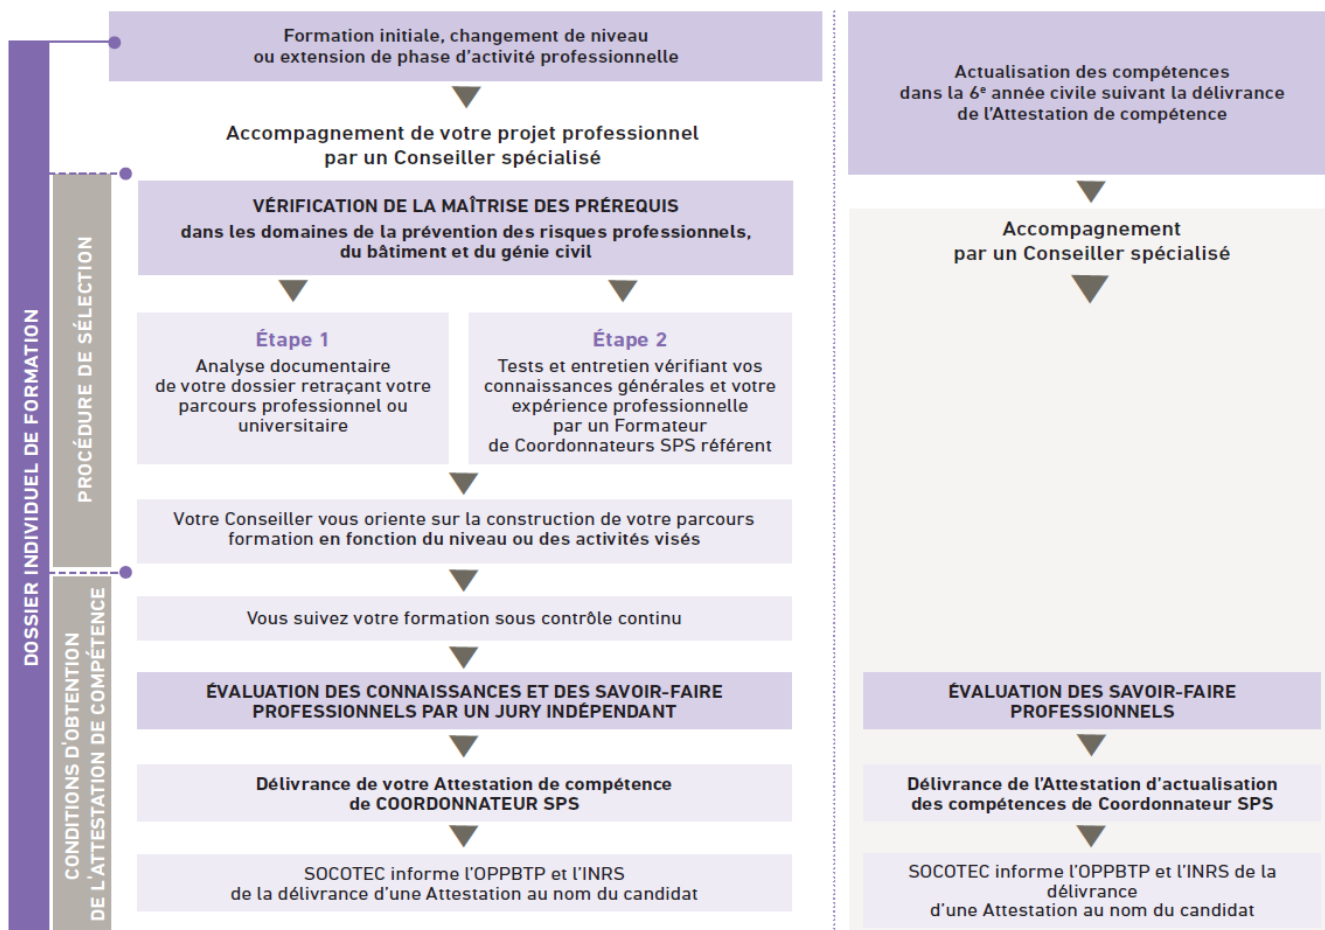 DOSSIER INDIVIDUEL DE FORMATION
Formation initiale, changement de niveau
ou extension de phase d'activité professionnelle
Accompagnement de votre projet professionnel
par un Conseiller spécialisé
PROCÉDURE DE SÉLECTION
VÉRIFICATION DE LA MAÎTRISE DES PRÉREQUIS
dans les domaines de la prévention des risques professionnels,
du bâtiment et du génie civil
Étape 1
Analyse documentaire
de votre dossier retraçant votre
parcours professionnel ou
universitaire
Étape 2
Tests et entretien vérifiant vos
connaissances générales et votre
expérience professionnelle
par un Formateur
de Coordonnateurs SPS référent
Votre Conseiller vous oriente sur la construction de votre parcours
formation en fonction du niveau ou des activités visés
CONDITIONS D'OBTENTION
DE L'ATTESTATION DE COMPÉTENCE
Vous suivez votre formation sous contrôle continu
ÉVALUATION DES CONNAISSANCES ET DES SAVOIR-FAIRE
PROFESSIONNELS PAR UN JURY INDÉPENDANT
Délivrance de votre Attestation de compétence
de COORDONNATEUR SPS
SOCOTEC informe l'OPPBTP et l'INRS
de la délivrance d'une Attestation au nom du candidat
Actualisation des compétences
dans la 6e année civile suivant la délivrance
de l'Attestation de compétence
Accompagnement
par un Conseiller spécialisé
ÉVALUATION DES SAVOIR-FAIRE
PROFESSIONNELS
Délivrance de l'Attestation d'actualisation
des compétences de Coordonnateur SPS
SOCOTEC informe l'OPPBTP et l'INRS de la
délivrance
d'une Attestation au nom du candidat